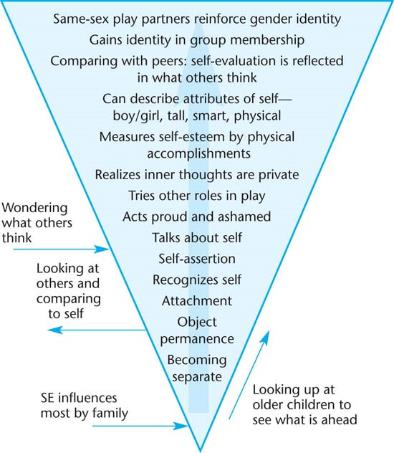 Same-sex play partners reinforce gender identity
Gains identity in group membership
Comparing with peers: self-evaluation is reflected
in what others think
Can describe attributes of self—
boy/girl, tall, smart, physical
Measures self-esteem by physical
accomplishments
Realizes inner thoughts are private
Tries other roles in play
Acts proud and ashamed
Talks about self
Self-assertion
Recognizes self
Attachment
Object
permanence
Becoming
separate
Wondering
what others
think
Looking at
others and
comparing
to self
SE influences
most by family
Looking up at
older children to
see what is ahead